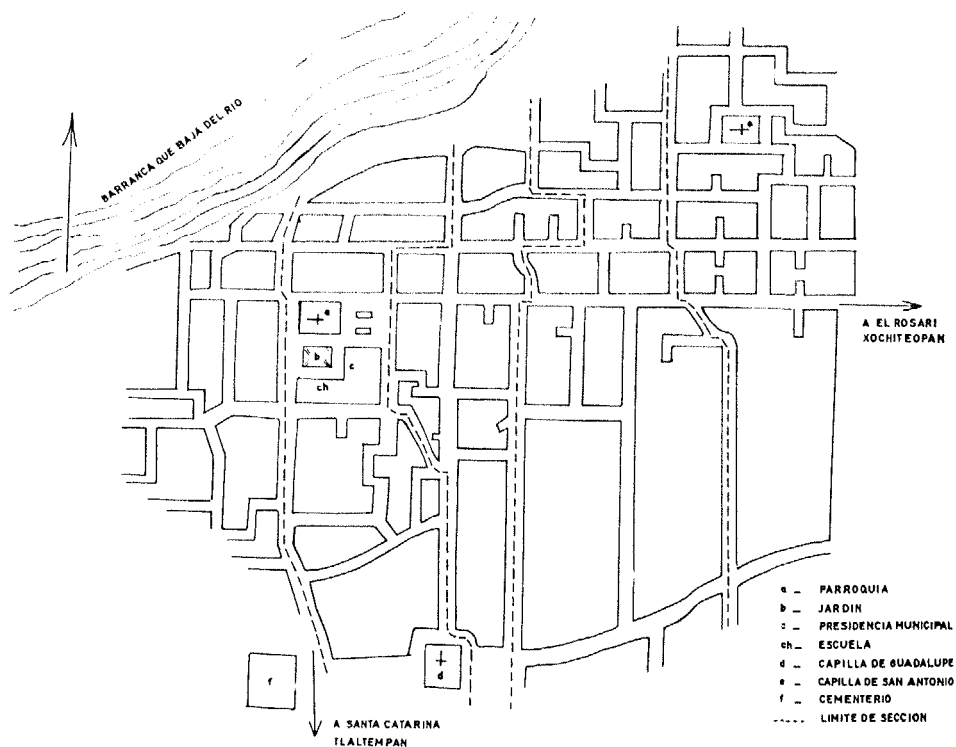 BARRANCA QUE BAJA DEL RIO
e
a
b
c
ch
A EL ROSARI
XOCHITEOPAN
d
f
A SANTA CATARINA
TLALTEMPAN
a _ PARROQUIA
b _ JARDIN
c _ PRESIDENCIA MUNICIPAL
ch _ ESCUELA
d _ CAPILLA DE GUADALUPE
e _ CAPILLA DE SAN ANTONIO
f _ CEMENTERIO
----- LIMITE DE SECCION